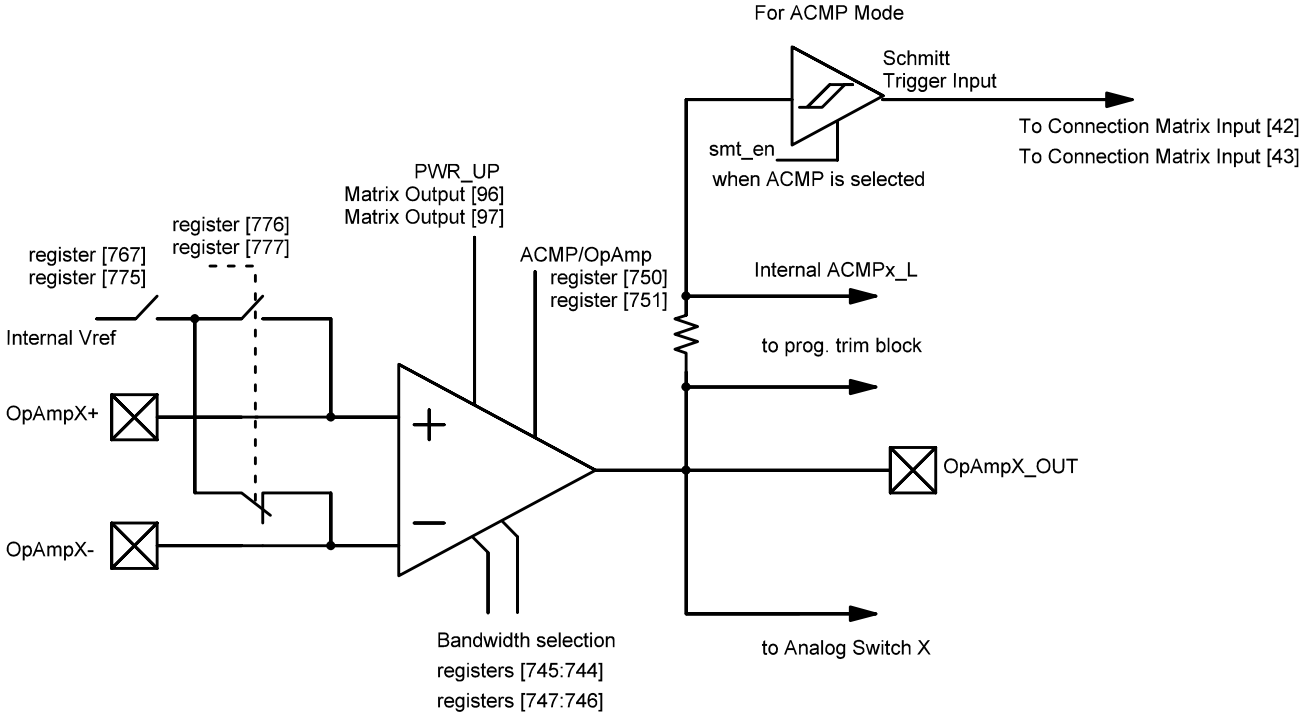 For ACMP Mode
Schmitt
Trigger Input
To Connection Matrix Input [42]
To Connection Matrix Input [43]
smt_en
when ACMP is selected
PWR_UP
Matrix Output [96]
Matrix Output [97]
register [776]
register [777]
register [767]
register [775]
ACMP/OpAmp
register [750]
register [751]
Internal ACMPx_L
Internal Vref
to prog. trim block
OpAmpX+
+
OpAmpX_OUT
−
OpAmpX-
Bandwidth selection
registers [745:744]
registers [747:746]
to Analog Switch X